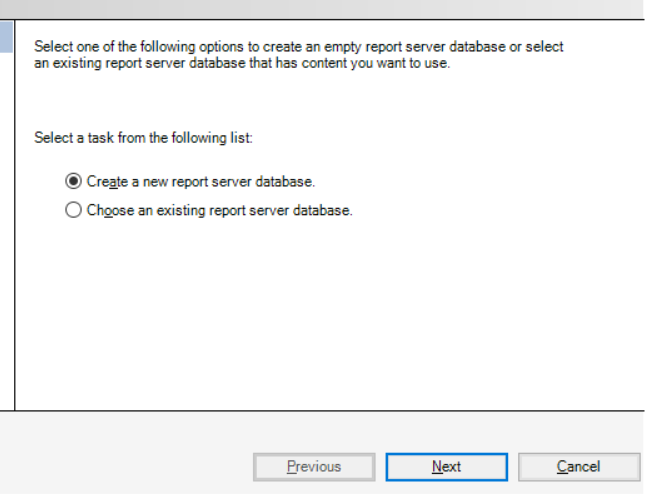 Select one of the following options to create an empty report server database or select
an existing report server database that has content you want to use.
Select a task from the following list:
Create a new report server database.
Choose an existing report server database.
Previous
Next
Cancel